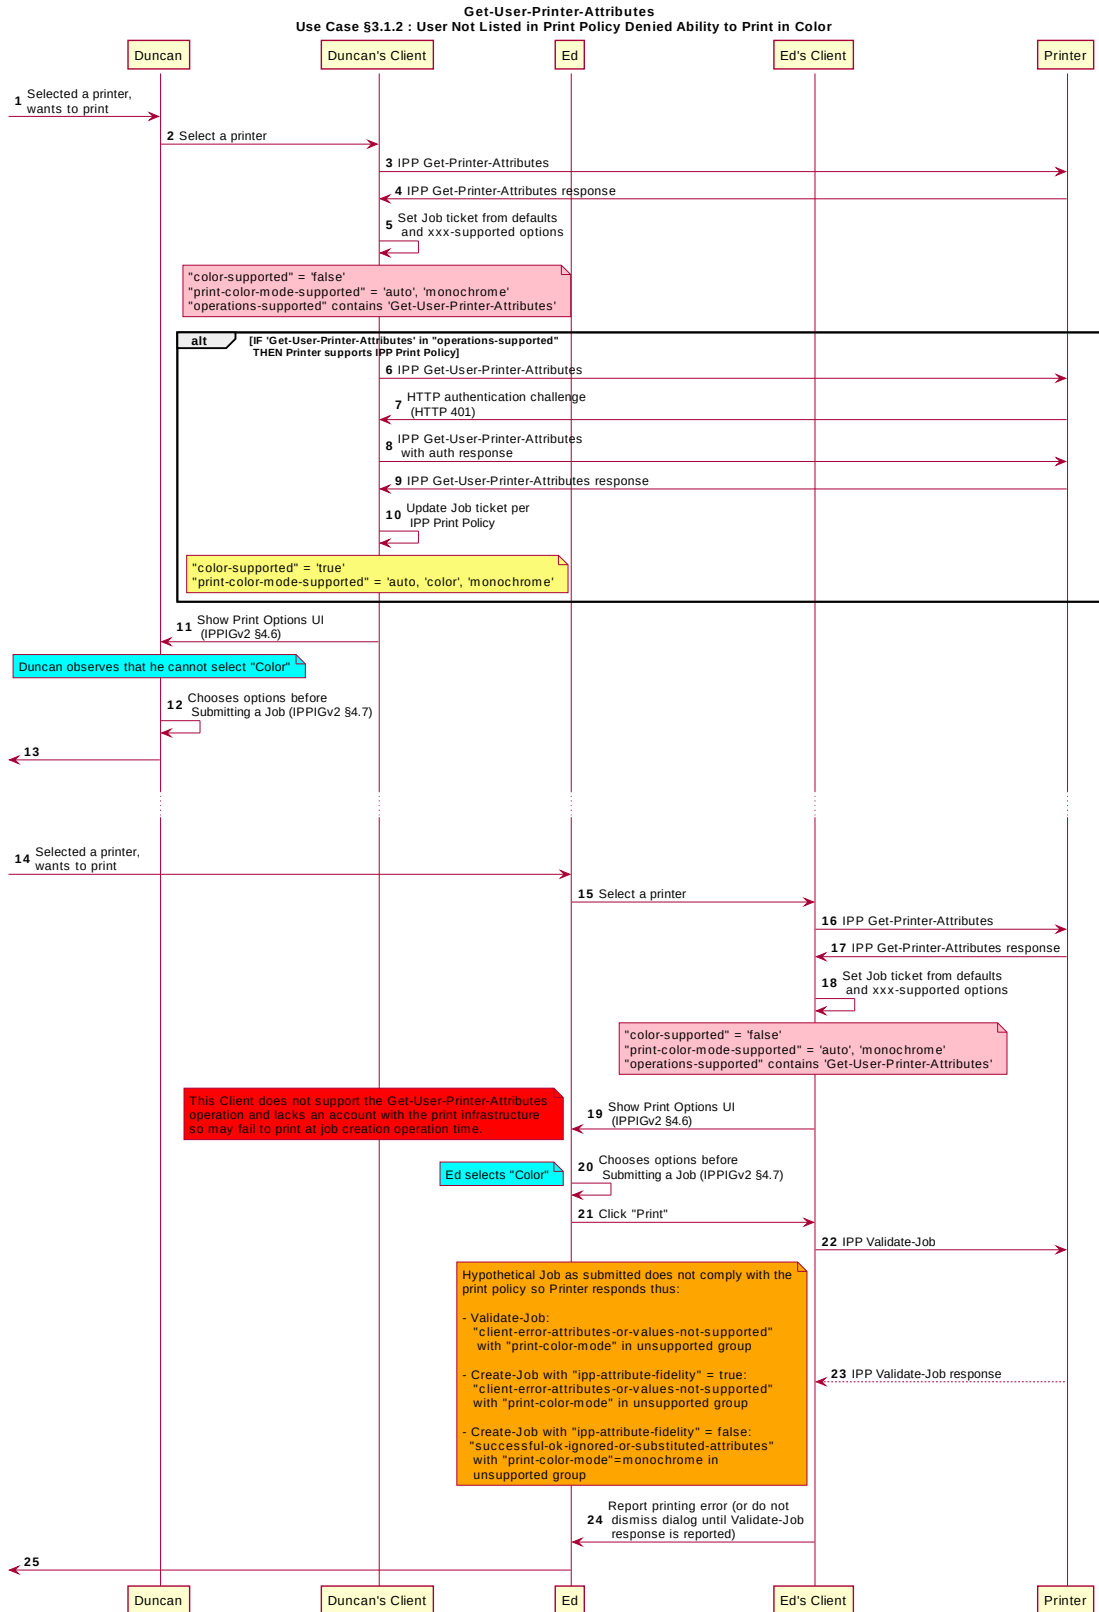 Get-User-Printer-Attributes
Use Case §3.1.2 : User Not Listed in Print Policy Denied Ability to Print in Color
Duncan
Duncan's Client
Ed
Ed's Client
Printer
1 Selected a printer,
wants to print
2 Select a printer
3 IPP Get-Printer-Attributes
4 IPP Get-Printer-Attributes response
5 Set Job ticket from defaults
and xxx-supported options
"color-supported" = 'false'
"print-color-mode-supported" = 'auto', 'monochrome'
"operations-supported" contains 'Get-User-Printer-Attributes'
alt [IF 'Get-User-Printer-Attributes' in "operations-supported"
THEN Printer supports IPP Print Policy]
6 IPP Get-User-Printer-Attributes
7 HTTP authentication challenge
(HTTP 401)
8 IPP Get-User-Printer-Attributes
with auth response
9 IPP Get-User-Printer-Attributes response
10 Update Job ticket per
IPP Print Policy
"color-supported" = 'true'
"print-color-mode-supported" = 'auto, 'color', 'monochrome'
11 Show Print Options UI
(IPPIGv2 §4.6)
Duncan observes that he cannot select "Color"
12 Chooses options before
Submitting a Job (IPPIGv2 §4.7)
13
14 Selected a printer,
wants to print
15 Select a printer
16 IPP Get-Printer-Attributes
17 IPP Get-Printer-Attributes response
18 Set Job ticket from defaults
and xxx-supported options
"color-supported" = 'false'
"print-color-mode-supported" = 'auto', 'monochrome'
"operations-supported" contains 'Get-User-Printer-Attributes'
This Client does not support the Get-User-Printer-Attributes
operation and lacks an account with the print infrastructure
so may fail to print at job creation operation time.
19 Show Print Options UI
(IPPIGv2 §4.6)
Ed selects "Color"
20 Chooses options before
Submitting a Job (IPPIGv2 §4.7)
21 Click "Print"
22 IPP Validate-Job
Hypothetical Job as submitted does not comply with the
print policy so Printer responds thus:
- Validate-Job:
"client-error-attributes-or-values-not-supported"
with "print-color-mode" in unsupported group
- Create-Job with "ipp-attribute-fidelity" = true:
"client-error-attributes-or-values-not-supported"
with "print-color-mode" in unsupported group
- Create-Job with "ipp-attribute-fidelity" = false:
"successful-ok-ignored-or-substituted-attributes"
with "print-color-mode"=monochrome in
unsupported group
23 IPP Validate-Job response
24 Report printing error (or do not
dismiss dialog until Validate-Job
response is reported)
25
Duncan
Duncan's Client
Ed
Ed's Client
Printer